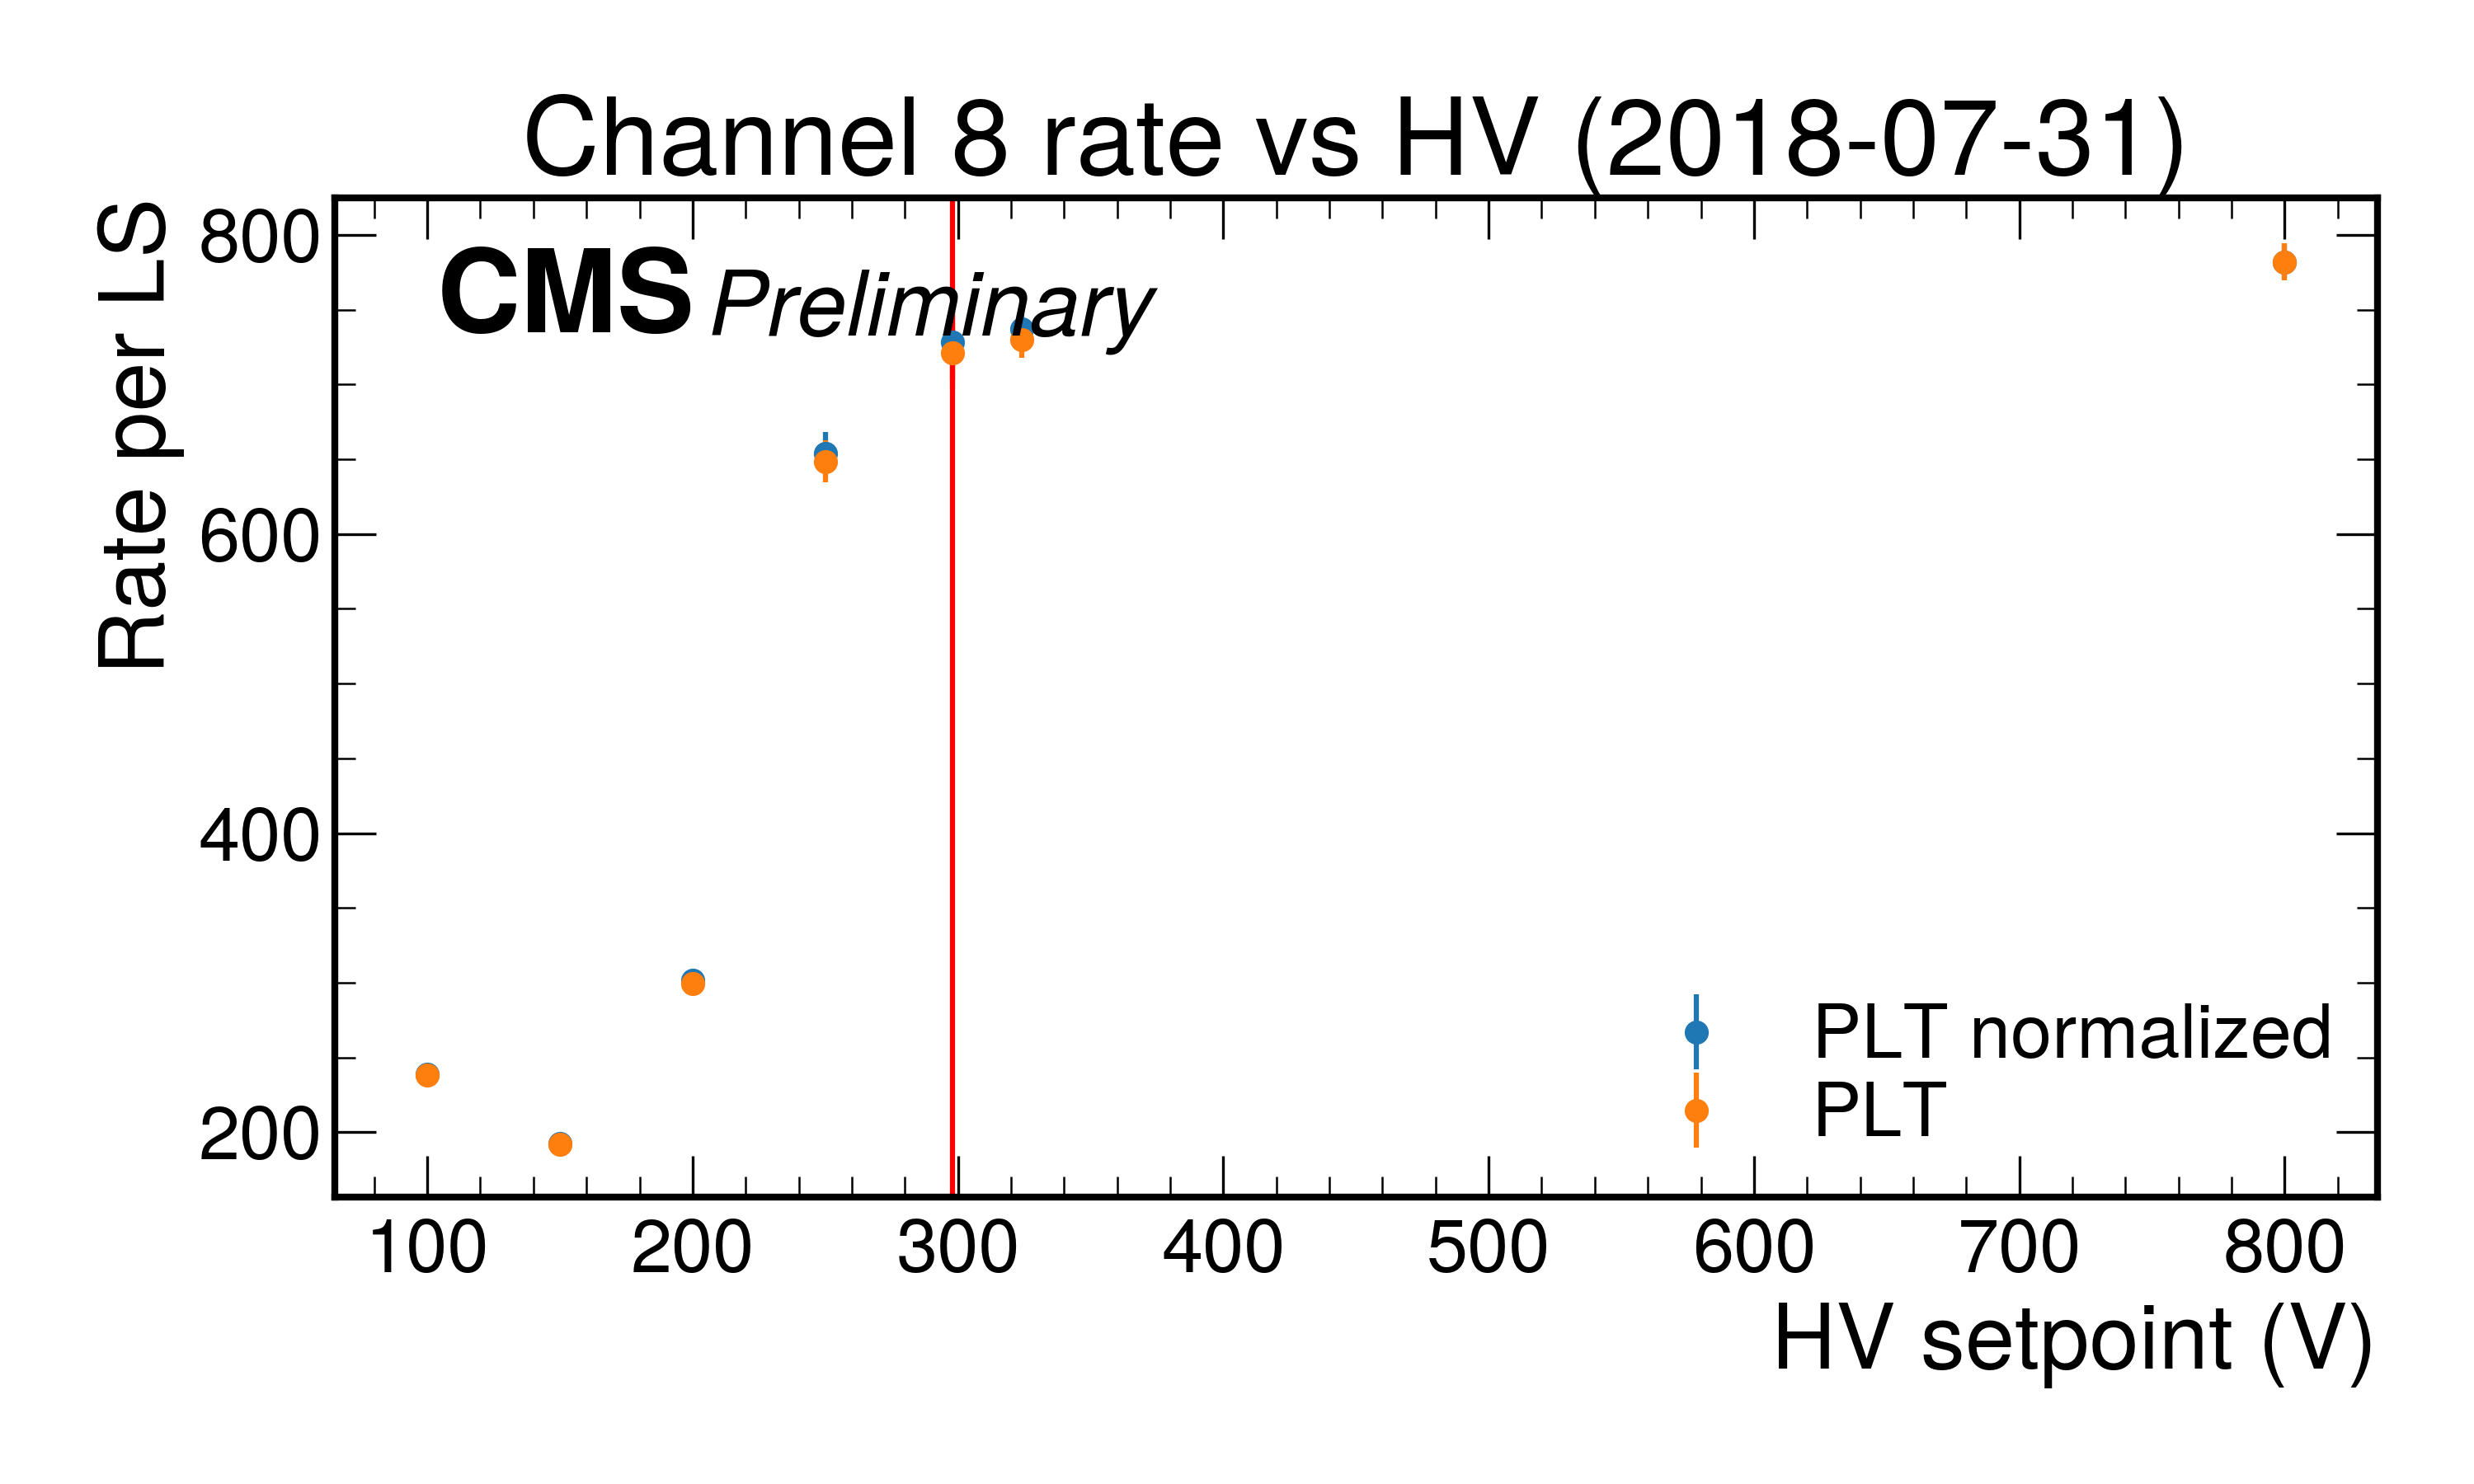 Channel 8 rate vs HV (2018-07-31)
CMS Preliminary
Rate per LS
800
600
400
200
PLT normalized
PLT
100 200 300 400 500 600 700 800
HV setpoint (V)